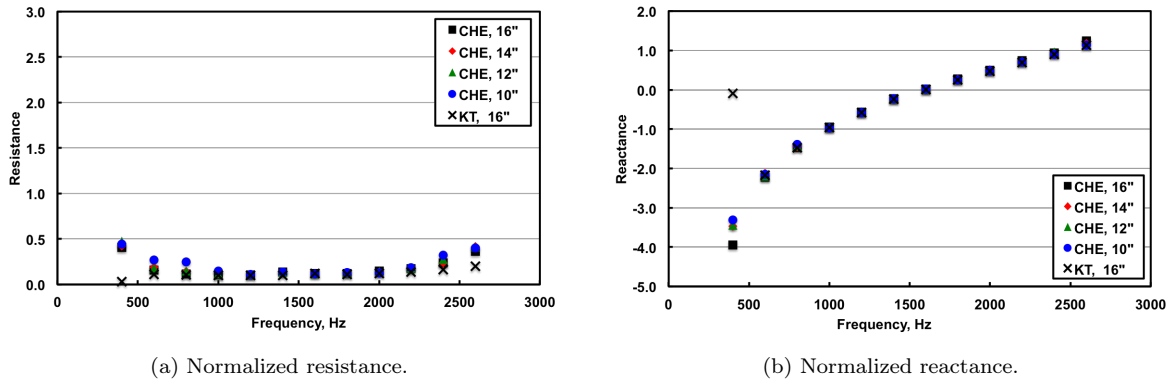 3.0
2.5
2.0
1.5
1.0
0.5
0.0
Resistance
0 500 1000 1500 2000 2500 3000
Frequency, Hz
CHE, 16"
CHE, 14"
CHE, 12"
CHE, 10"
KT, 16"
(a) Normalized resistance.
2.0
1.0
0.0
-1.0
-2.0
-3.0
-4.0
-5.0
Reactance
0 500 1000 1500 2000 2500 3000
Frequency, Hz
CHE, 16"
CHE, 14"
CHE, 12"
CHE, 10"
KT, 16"
(b) Normalized reactance.